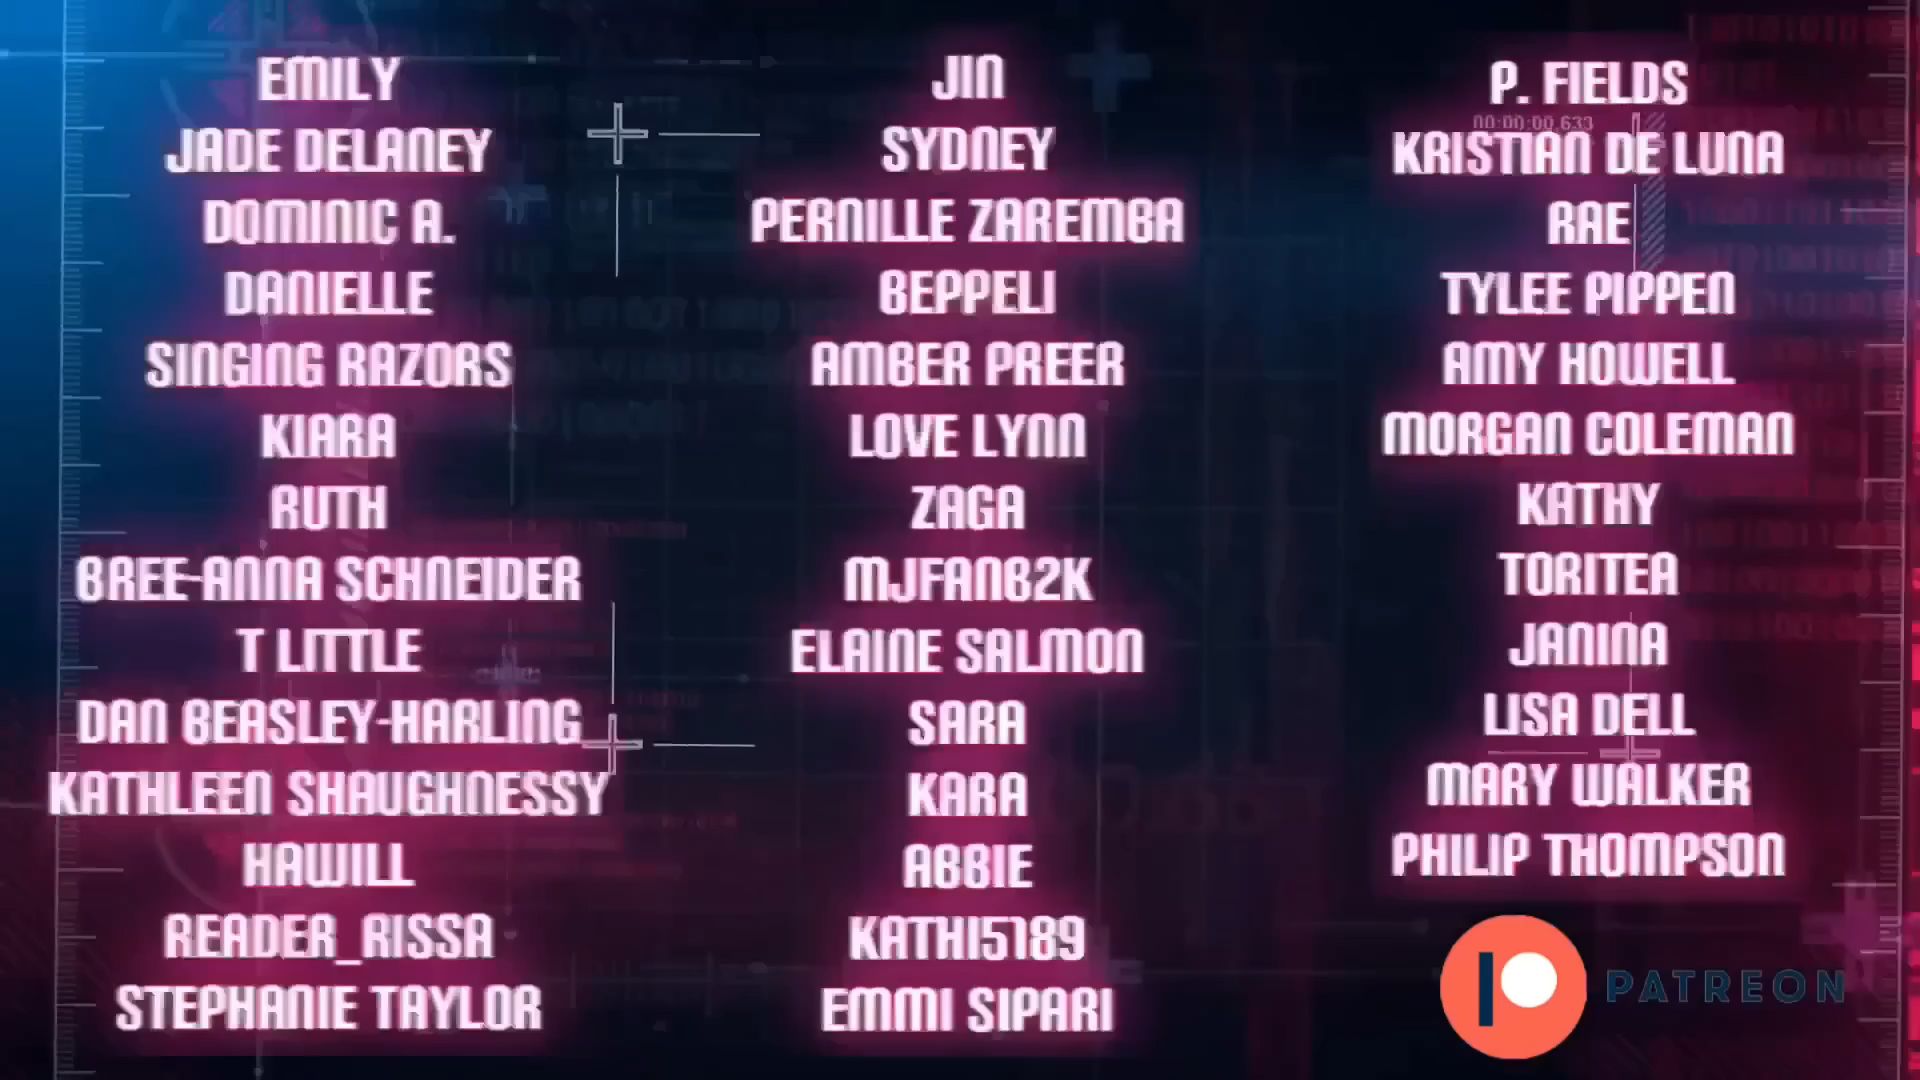 EMILY
JADE DELANEY
DOMINIC A.
DANIELLE
SINGING RAZORS
KIARA
RUTH
BREE-ANNA SCHNEIDER
T LITTLE
DAN BEASLEY-HARLING
KATHLEEN SHAUGHNESSY
HAWILL
READER_RISSA
STEPHANIE TAYLOR
JIN
SYDNEY
PERNILLE ZAREMBA
BEPPELI
AMBER PREER
LOVE LYNN
ZAGA
MJFAN82K
ELAINE SALMON
SARA
KARA
ABBIE
KATHI5189
EMMI SIPARI
P. FIELDS
00:00:00.633
KRISTIAN DE LUNA
RAE
TYLEE PIPPEN
AMY HOWELL
MORGAN COLEMAN
KATHY
TORITEA
JANINA
LISA DELL
MARY WALKER
PHILIP THOMPSON
PATREON